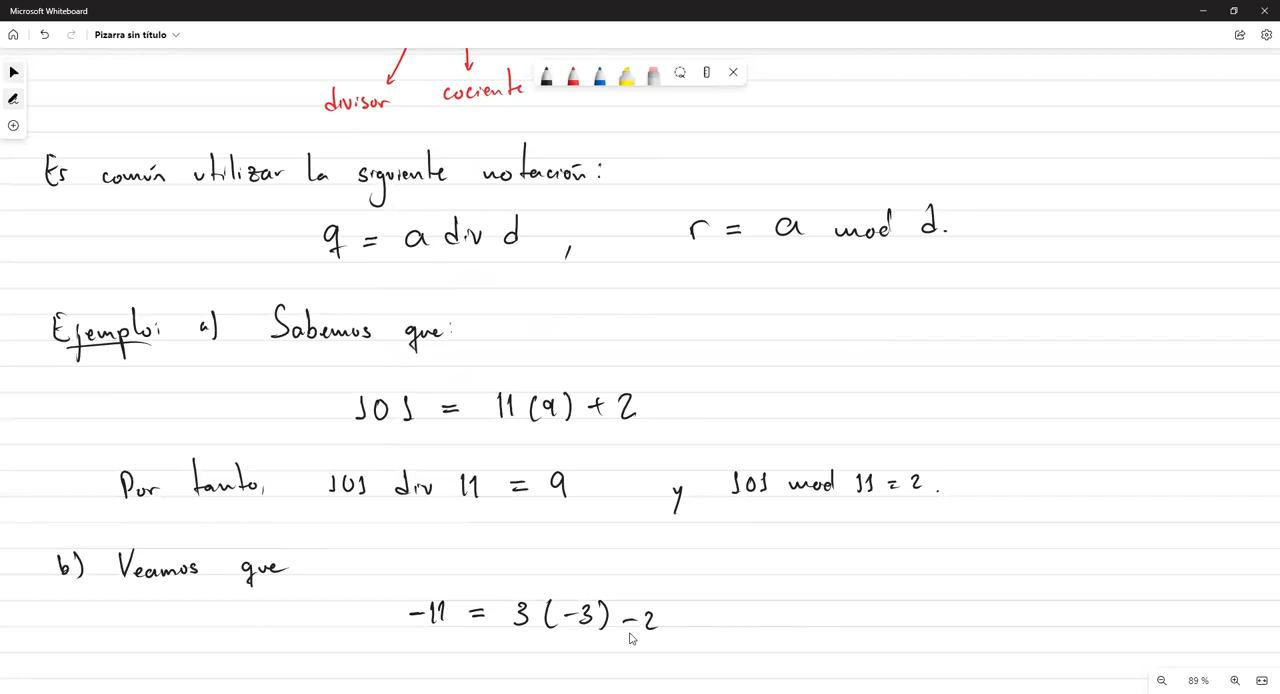 Microsoft Whiteboard
Pizarra sin título
divisor cociente
Es común utilizar la siguiente notación:
q = a div d , r = a mod d.
Ejemplo: a) Sabemos que:
101 = 11(9) + 2
Por tanto, 101 div 11 = 9 y 101 mod 11 = 2.
b) Veamos que
-11 = 3(-3) - 2
89 %